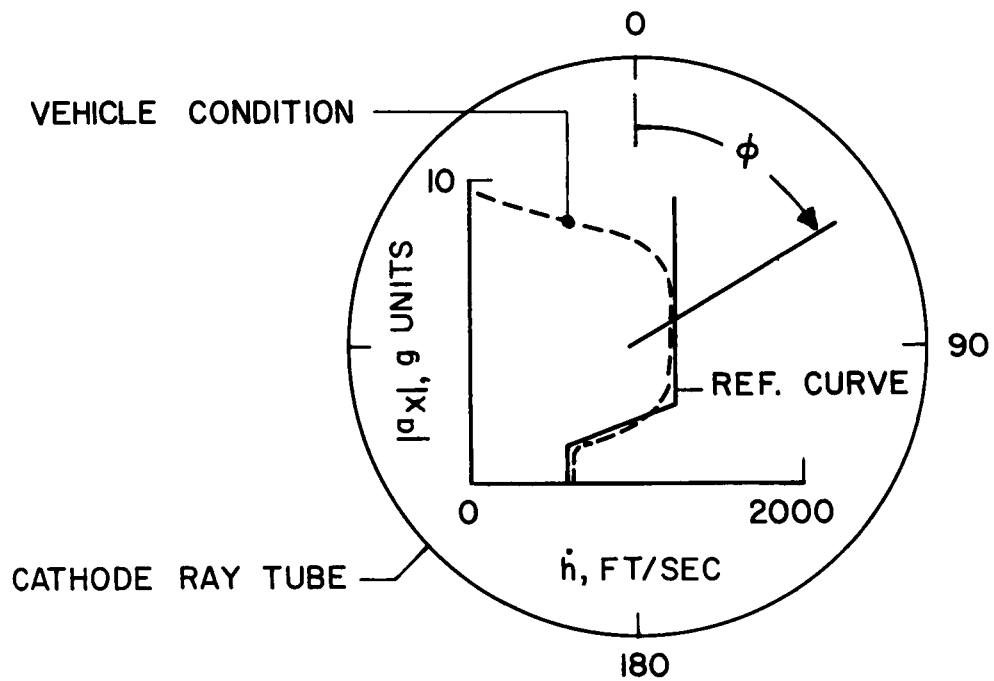 0
VEHICLE CONDITION
φ
10
|aX|, g UNITS
90
REF. CURVE
0
2000
ḣ, FT/SEC
CATHODE RAY TUBE
180